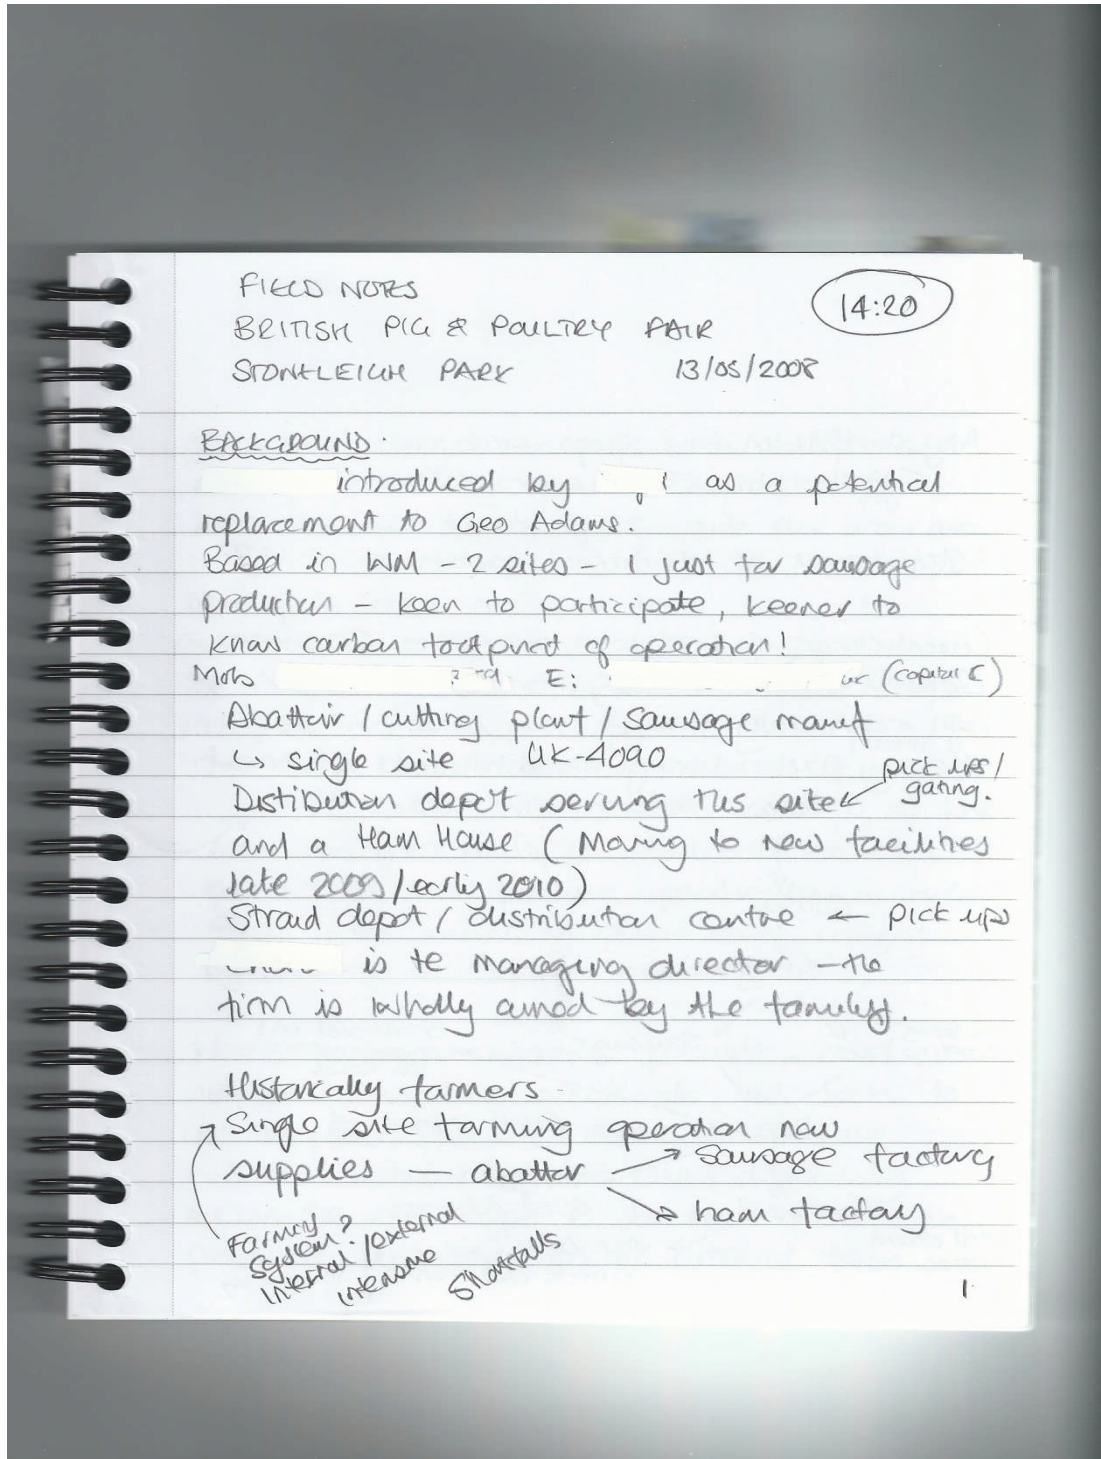 FIELD NOTES
14:20
BRITISH PIG & POULTRY FAIR
STONELEIGH PARK 13/05/2008
BACKGROUND.
introduced by as a potential
replacement to Geo Adams.
Based in WM - 2 sites - 1 just for sausage
production - keen to participate, keener to
know carbon footprint of operation!
Mob E: (capital E)
Abattoir / cutting plant / sausage manuf
↳ single site UK-4090
pick ups/
Distibution depot serving this site ← gating.
and a Ham House (Moving to new facilities
late 2009/early 2010)
Stroud depot / distribution centre ← pick ups
is te managing director - the
firm is wholly owned by the family.
Historically farmers.
Single site farming operation now
supplies — abattoir → sausage factory
→ ham factory
Farming
System?
Internal / external
intensive
Shortfalls
1